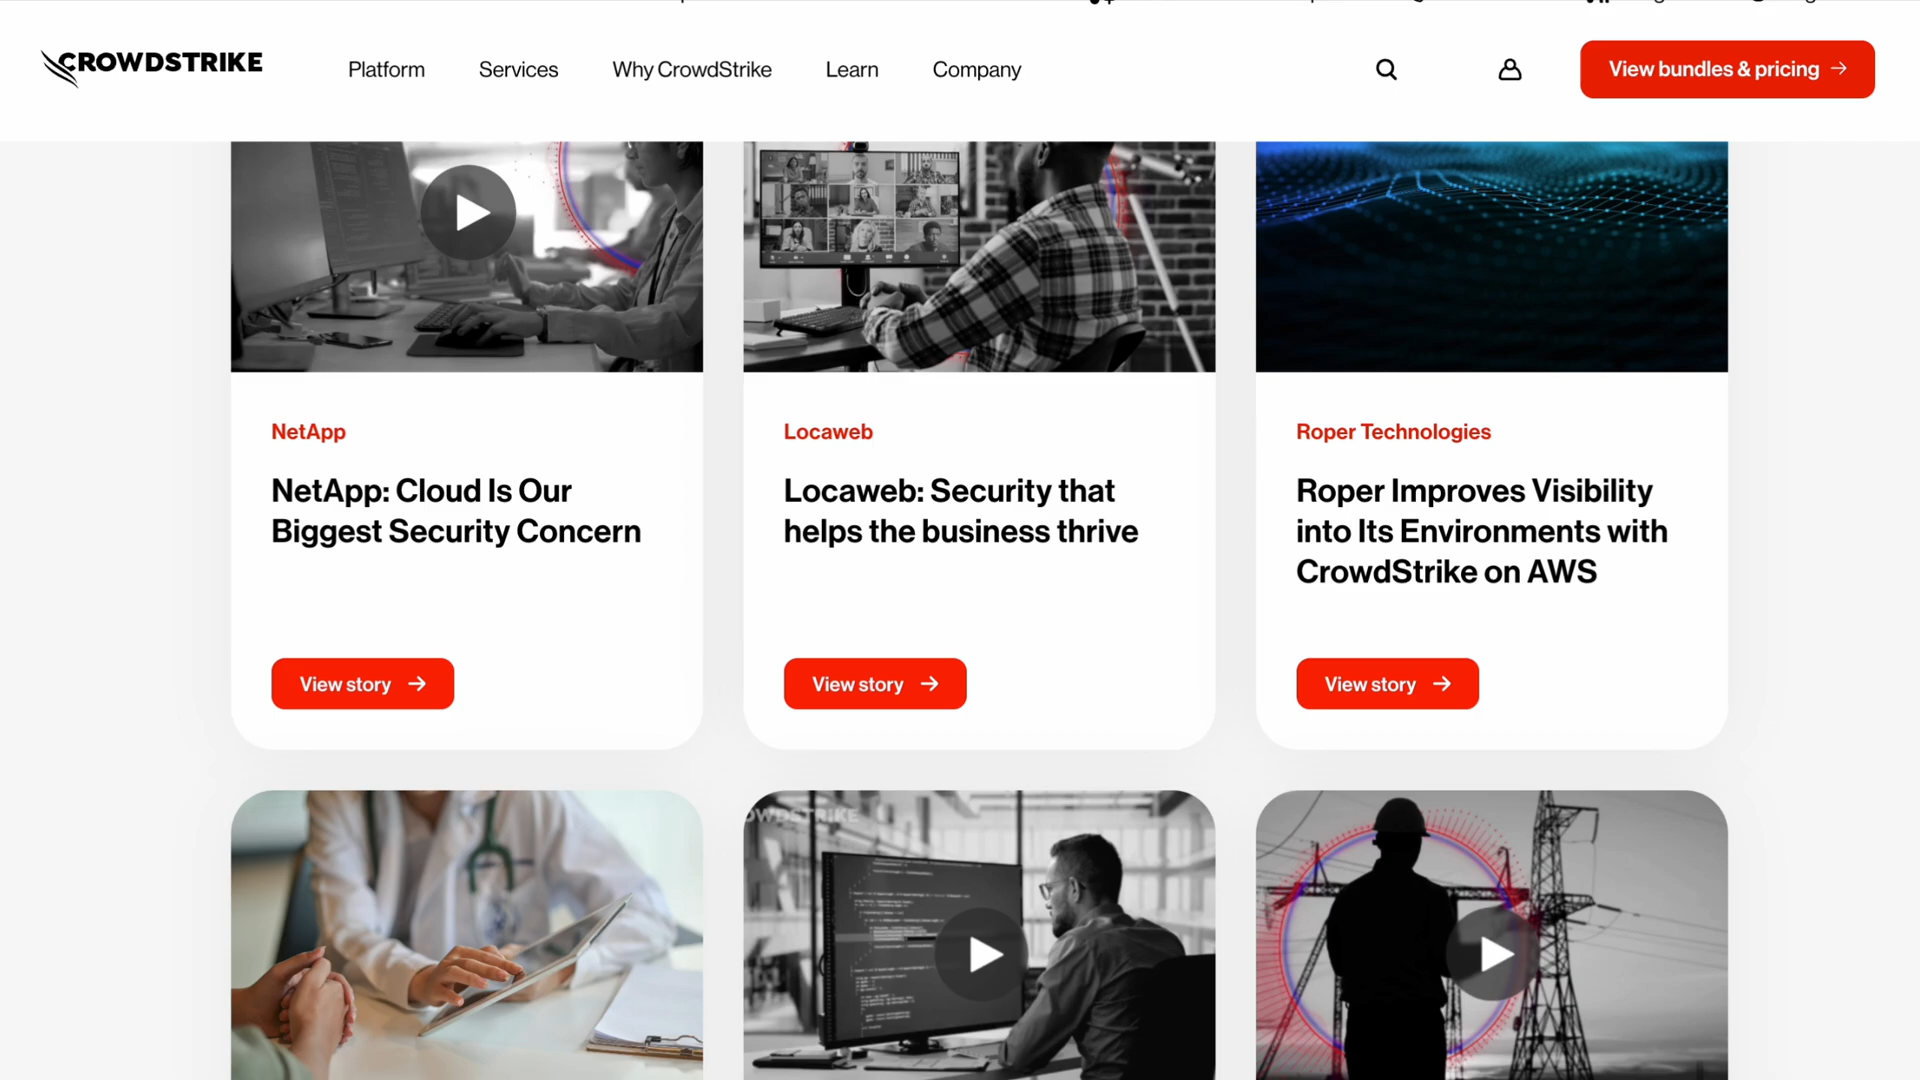 CROWDSTRIKE
Platform
Services
Why CrowdStrike
Learn
Company
View bundles & pricing
NetApp
NetApp: Cloud Is Our
Biggest Security Concern
View story
Locaweb
Locaweb: Security that
helps the business thrive
View story
Roper Technologies
Roper Improves Visibility
into Its Environments with
CrowdStrike on AWS
View story